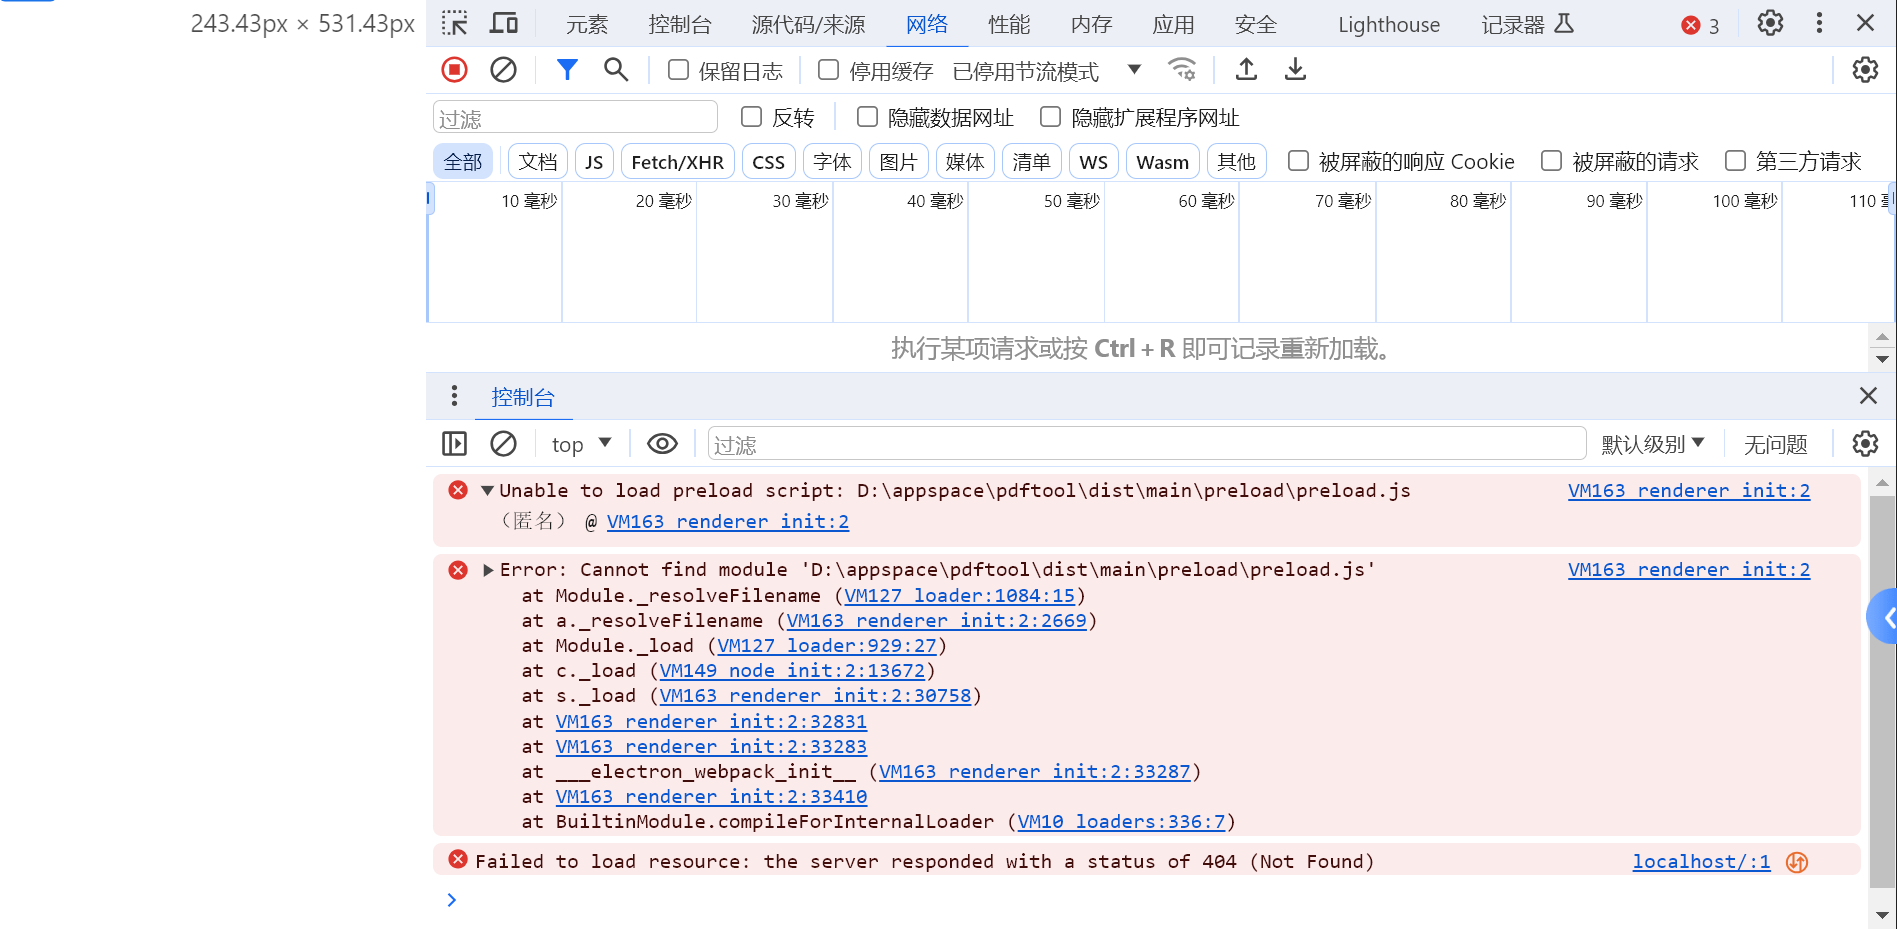 243.43px × 531.43px
元素 控制台 源代码/来源 网络 性能 内存 应用 安全 Lighthouse 记录器 3
保留日志 停用缓存 已停用节流模式
过滤 反转 隐藏数据网址 隐藏扩展程序网址
全部 文档 JS Fetch/XHR CSS 字体 图片 媒体 清单 WS Wasm 其他 被屏蔽的响应 Cookie 被屏蔽的请求 第三方请求
10 毫秒 20 毫秒 30 毫秒 40 毫秒 50 毫秒 60 毫秒 70 毫秒 80 毫秒 90 毫秒 100 毫秒 110
执行某项请求或按 Ctrl + R 即可记录重新加载。
控制台
top 过滤 默认级别 无问题
Unable to load preload script: D:\appspace\pdftool\dist\main\preload\preload.js VM163 renderer init:2
（匿名） @ VM163 renderer init:2
Error: Cannot find module 'D:\appspace\pdftool\dist\main\preload\preload.js' VM163 renderer init:2
at Module._resolveFilename (VM127 loader:1084:15)
at a._resolveFilename (VM163 renderer init:2:2669)
at Module._load (VM127 loader:929:27)
at c._load (VM149 node init:2:13672)
at s._load (VM163 renderer init:2:30758)
at VM163 renderer init:2:32831
at VM163 renderer init:2:33283
at ___electron_webpack_init__ (VM163 renderer init:2:33287)
at VM163 renderer init:2:33410
at BuiltinModule.compileForInternalLoader (VM10 loaders:336:7)
Failed to load resource: the server responded with a status of 404 (Not Found) localhost/:1